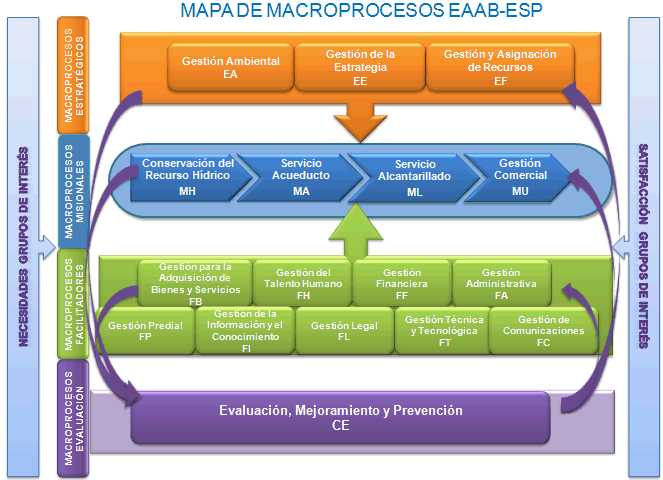 MAPA DE MACROPROCESOS EAAB-ESP
NECESIDADES GRUPOS DE INTERÉS
MACROPROCESOS
ESTRATÉGICOS
Gestión Ambiental
EA
Gestión de la
Estrategia
EE
Gestión y Asignación
de Recursos
EF
MACROPROCESOS
MISIONALES
Conservación del
Recurso Hídrico
MH
Servicio
Acueducto
MA
Servicio
Alcantarillado
ML
Gestión
Comercial
MU
MACROPROCESOS
FACILITADORES
Gestión para la
Adquisición de
Bienes y Servicios
FB
Gestión del
Talento Humano
FH
Gestión
Financiera
FF
Gestión
Administrativa
FA
Gestión Predial
FP
Gestión de la
Información y el
Conocimiento
FI
Gestión Legal
FL
Gestión Técnica
y Tecnológica
FT
Gestión de
Comunicaciones
FC
MACROPROCESOS
EVALUACIÓN
Evaluación, Mejoramiento y Prevención
CE
SATISFACCIÓN GRUPOS DE INTERÉS